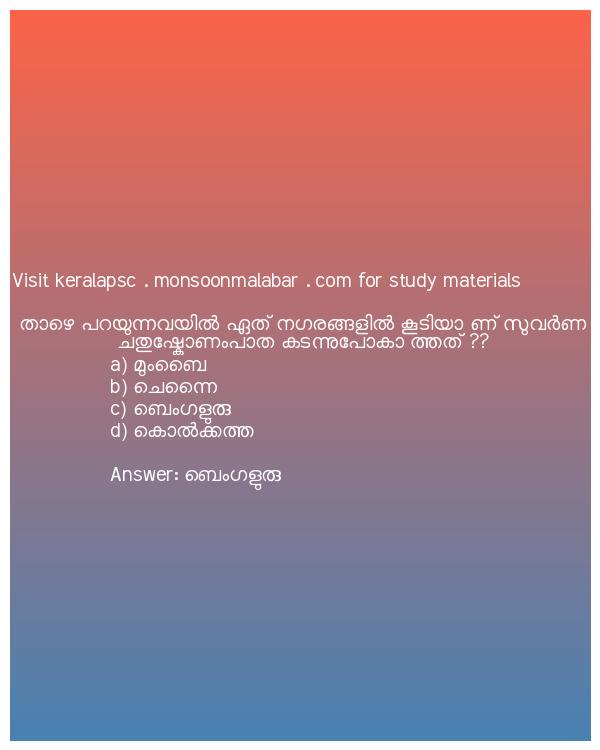 Visit keralapsc . monsoonmalabar . com for study materials
താഴെ പറയുന്നവയിൽ ഏത് നഗരങ്ങളിൽ കൂടിയാ ണ് സുവർണ
ചതുഷ്കോണംപാത കടന്നുപോകാ ത്തത് ??
a) മുംബൈ
b) ചെന്നൈ
c) ബെംഗളുരു
d) കൊൽക്കത്ത
Answer: ബെംഗളുരു